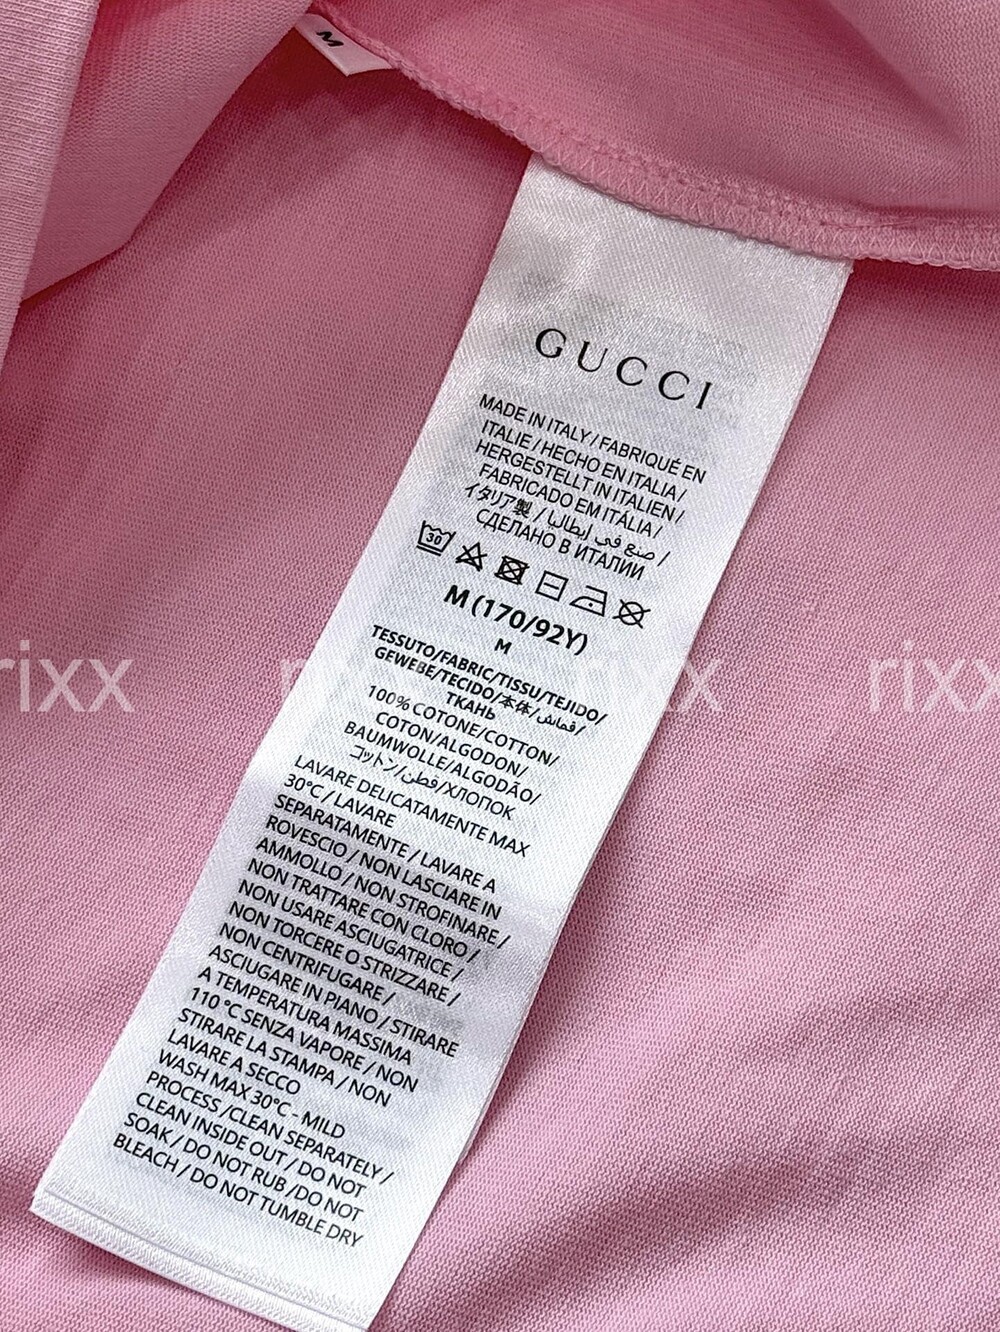 M
GUCCI
MADE IN ITALY / FABRIQUÉ EN
ITALIE / HECHO EN ITALIA /
HERGESTELLT IN ITALIEN /
FABRICADO EM ITÁLIA /
イタリア製 / صنع في إيطاليا /
СДЕЛАНО В ИТАЛИИ
30
M (170/92Y)
M
TESSUTO/FABRIC/TISSU/TEJIDO/
GEWEBE/TECIDO/本体/قماش/
ТКАНЬ
100% COTONE/COTTON/
COTON/ALGODON/
BAUMWOLLE/ALGODÃO/
コットン/قطن/ХЛОПОК
LAVARE DELICATAMENTE MAX
30°C / LAVARE
SEPARATAMENTE / LAVARE A
ROVESCIO / NON LASCIARE IN
AMMOLLO / NON STROFINARE /
NON TRATTARE CON CLORO /
NON USARE ASCIUGATRICE /
NON TORCERE O STRIZZARE /
NON CENTRIFUGARE /
ASCIUGARE IN PIANO / STIRARE
A TEMPERATURA MASSIMA
110 °C SENZA VAPORE / NON
STIRARE LA STAMPA / NON
LAVARE A SECCO
WASH MAX 30°C - MILD
PROCESS /CLEAN SEPARATELY /
CLEAN INSIDE OUT / DO NOT
SOAK / DO NOT RUB /DO NOT
BLEACH / DO NOT TUMBLE DRY
rixx rixx rixx rixx